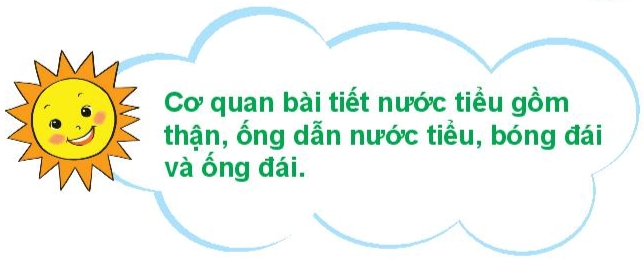 Cơ quan bài tiết nước tiểu gồm
thận, ống dẫn nước tiểu, bóng đái
và ống đái.